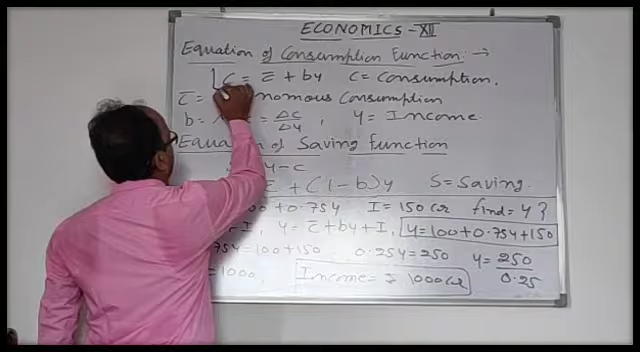 ECONOMICS - XII
Equation of Consumption Function :→
C = c̅ + by C = Consumption.
c̅ = nomous Consumption
b = = ΔC/ΔY , Y = Income.
Equation of Saving function
Y - C
+ (1-b)y S = Saving.
100 + 0.75Y I = 150 Cr find = Y ?
I, Y = c̅ + by + I, Y = 100 + 0.75Y + 150
.75Y = 100 + 150 0.25Y = 250 Y = 250/0.25
= 1000, Income = ₹ 1000 Cr